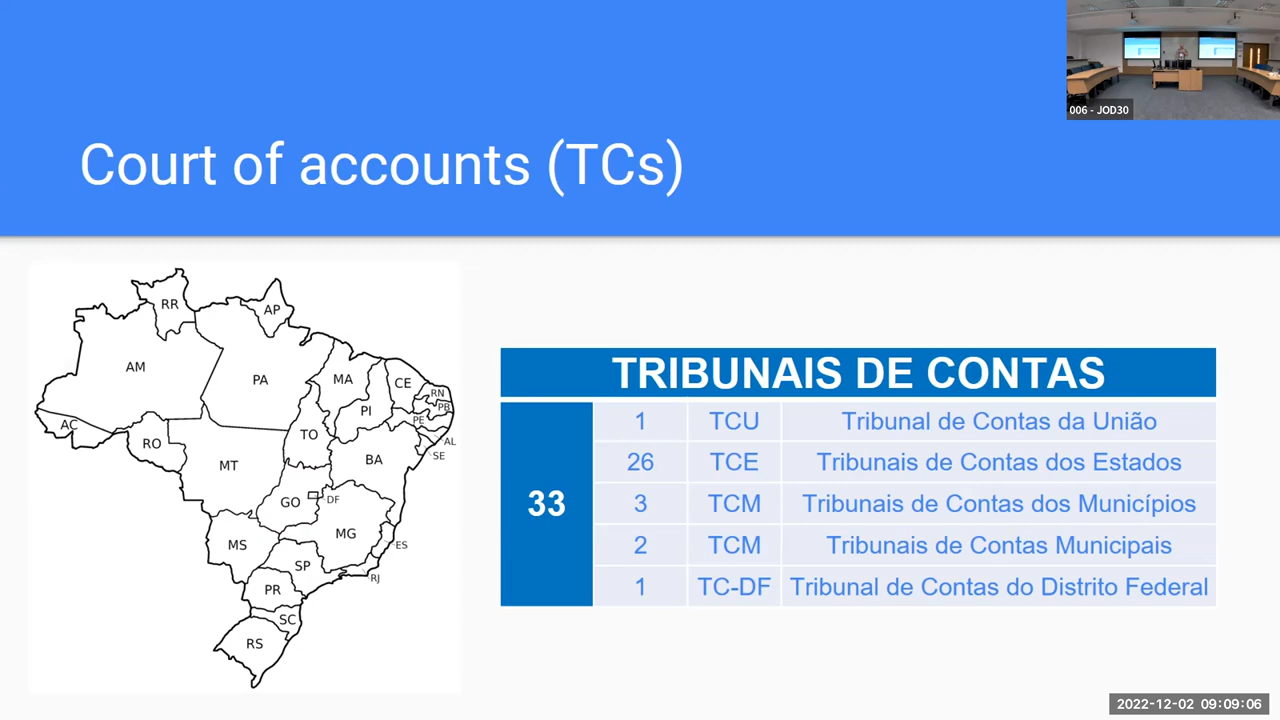 006 - JOD30
Court of accounts (TCs)
RR
AP
AM
PA
MA
CE
RN
PB
PI
PE
AC
AL
TO
RO
SE
BA
MT
GO
DF
MG
MS
ES
SP
RJ
PR
SC
RS
TRIBUNAIS DE CONTAS
33
1 TCU Tribunal de Contas da União
26 TCE Tribunais de Contas dos Estados
3 TCM Tribunais de Contas dos Municípios
2 TCM Tribunais de Contas Municipais
1 TC-DF Tribunal de Contas do Distrito Federal
2022-12-02 09:09:06